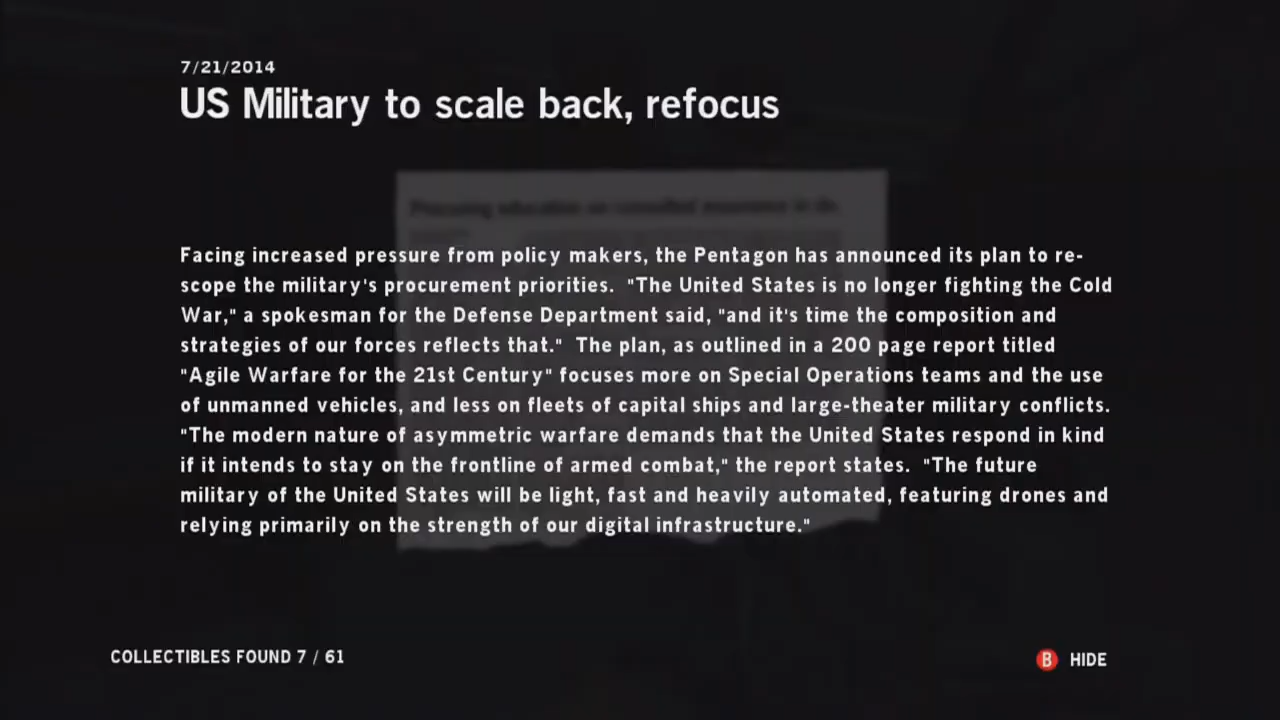 7/21/2014
US Military to scale back, refocus
Facing increased pressure from policy makers, the Pentagon has announced its plan to re-
scope the military's procurement priorities.  "The United States is no longer fighting the Cold
War," a spokesman for the Defense Department said, "and it's time the composition and
strategies of our forces reflects that."  The plan, as outlined in a 200 page report titled
"Agile Warfare for the 21st Century" focuses more on Special Operations teams and the use
of unmanned vehicles, and less on fleets of capital ships and large-theater military conflicts.
"The modern nature of asymmetric warfare demands that the United States respond in kind
if it intends to stay on the frontline of armed combat," the report states.  "The future
military of the United States will be light, fast and heavily automated, featuring drones and
relying primarily on the strength of our digital infrastructure."
COLLECTIBLES FOUND 7 / 61
B HIDE